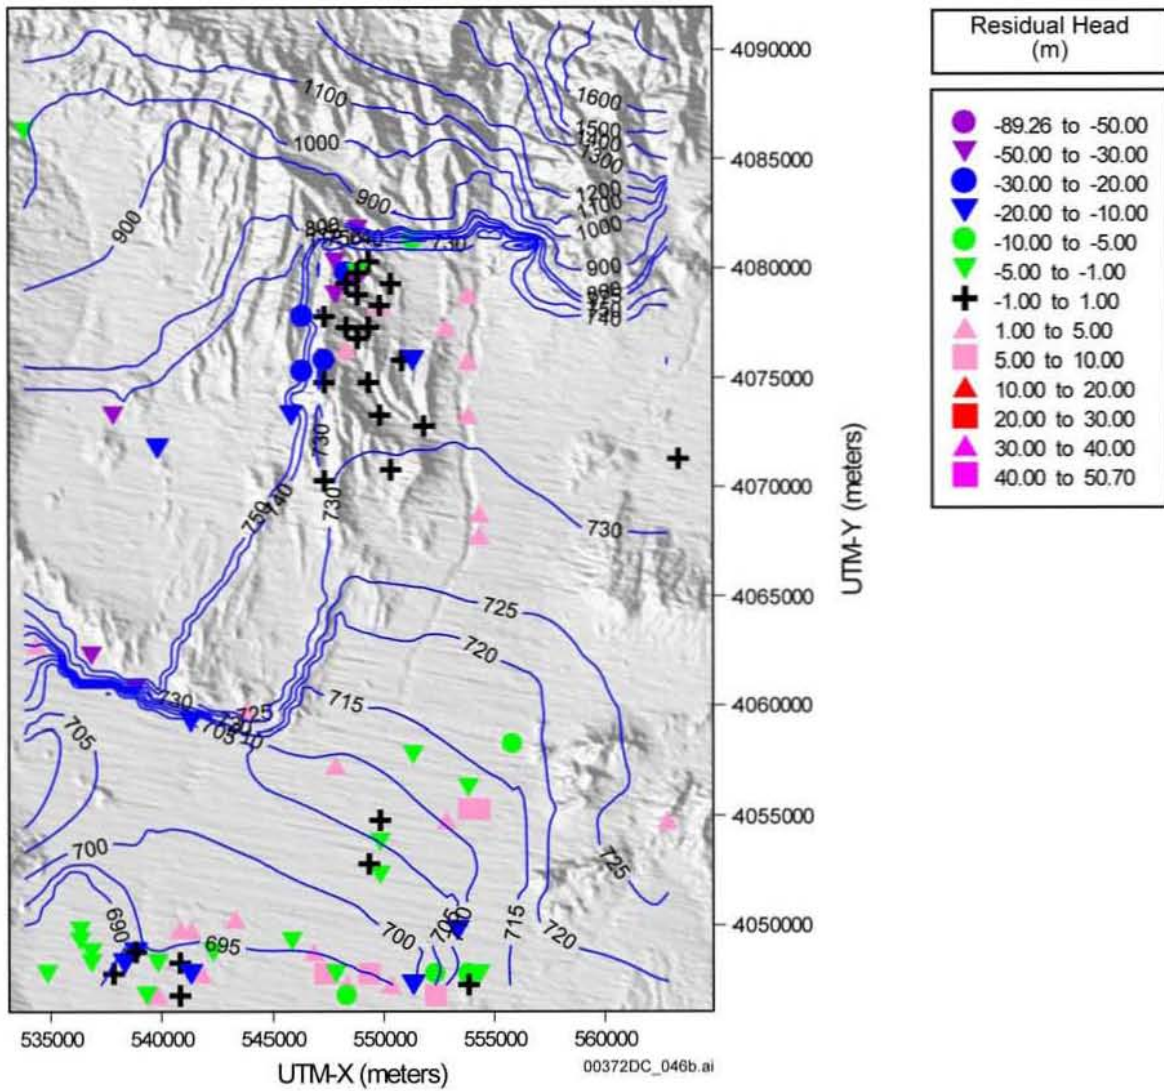 Residual Head
(m)
-89.26 to -50.00
-50.00 to -30.00
-30.00 to -20.00
-20.00 to -10.00
-10.00 to -5.00
-5.00 to -1.00
-1.00 to 1.00
1.00 to 5.00
5.00 to 10.00
10.00 to 20.00
20.00 to 30.00
30.00 to 40.00
40.00 to 50.70
4090000
4085000
4080000
4075000
4070000
4065000
4060000
4055000
4050000
UTM-Y (meters)
1100
1600
1500
1400
1300
1000
1200
1100
1000
900
900
900
800
730
740
730
750
740
730
730
725
720
715
730
725
705
710
705
700
725
715
720
700
705
690
695
535000
540000
545000
550000
555000
560000
UTM-X (meters)
00372DC_046b.ai